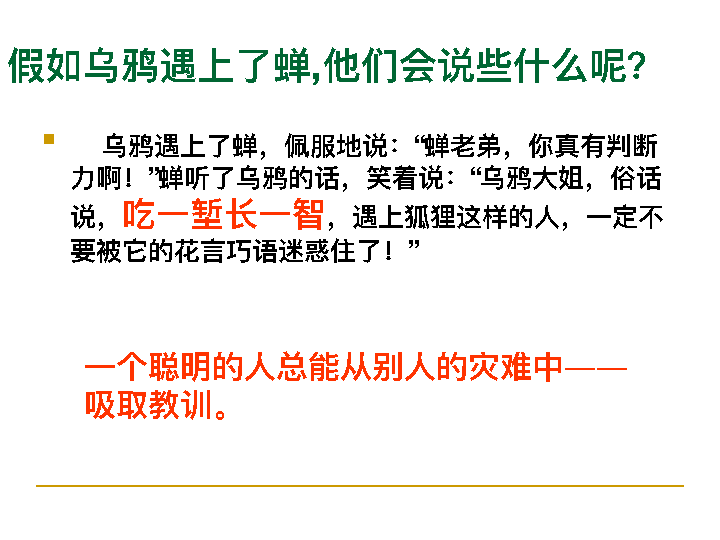 假如乌鸦遇上了蝉,他们会说些什么呢?
乌鸦遇上了蝉，佩服地说：“蝉老弟，你真有判断
力啊！”蝉听了乌鸦的话，笑着说：“乌鸦大姐，俗话
说，吃一堑长一智，遇上狐狸这样的人，一定不
要被它的花言巧语迷惑住了！”
一个聪明的人总能从别人的灾难中——
吸取教训。